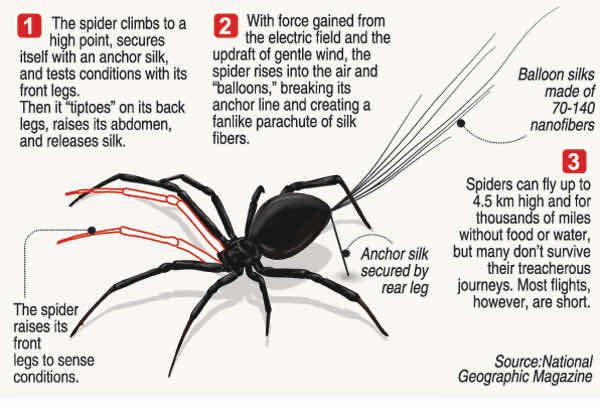 1 The spider climbs to a
high point, secures
itself with an anchor silk,
and tests conditions with its
front legs.
Then it “tiptoes” on its back
legs, raises its abdomen,
and releases silk.
2 With force gained from
the electric field and the
updraft of gentle wind, the
spider rises into the air and
“balloons,” breaking its
anchor line and creating a
fanlike parachute of silk
fibers.
Balloon silks
made of
70-140
nanofibers
3
Spiders can fly up to
4.5 km high and for
thousands of miles
without food or water,
but many don’t survive
their treacherous
journeys. Most flights,
however, are short.
Anchor silk
secured by
rear leg
The spider
raises its
front
legs to sense
conditions.
Source:National
Geographic Magazine